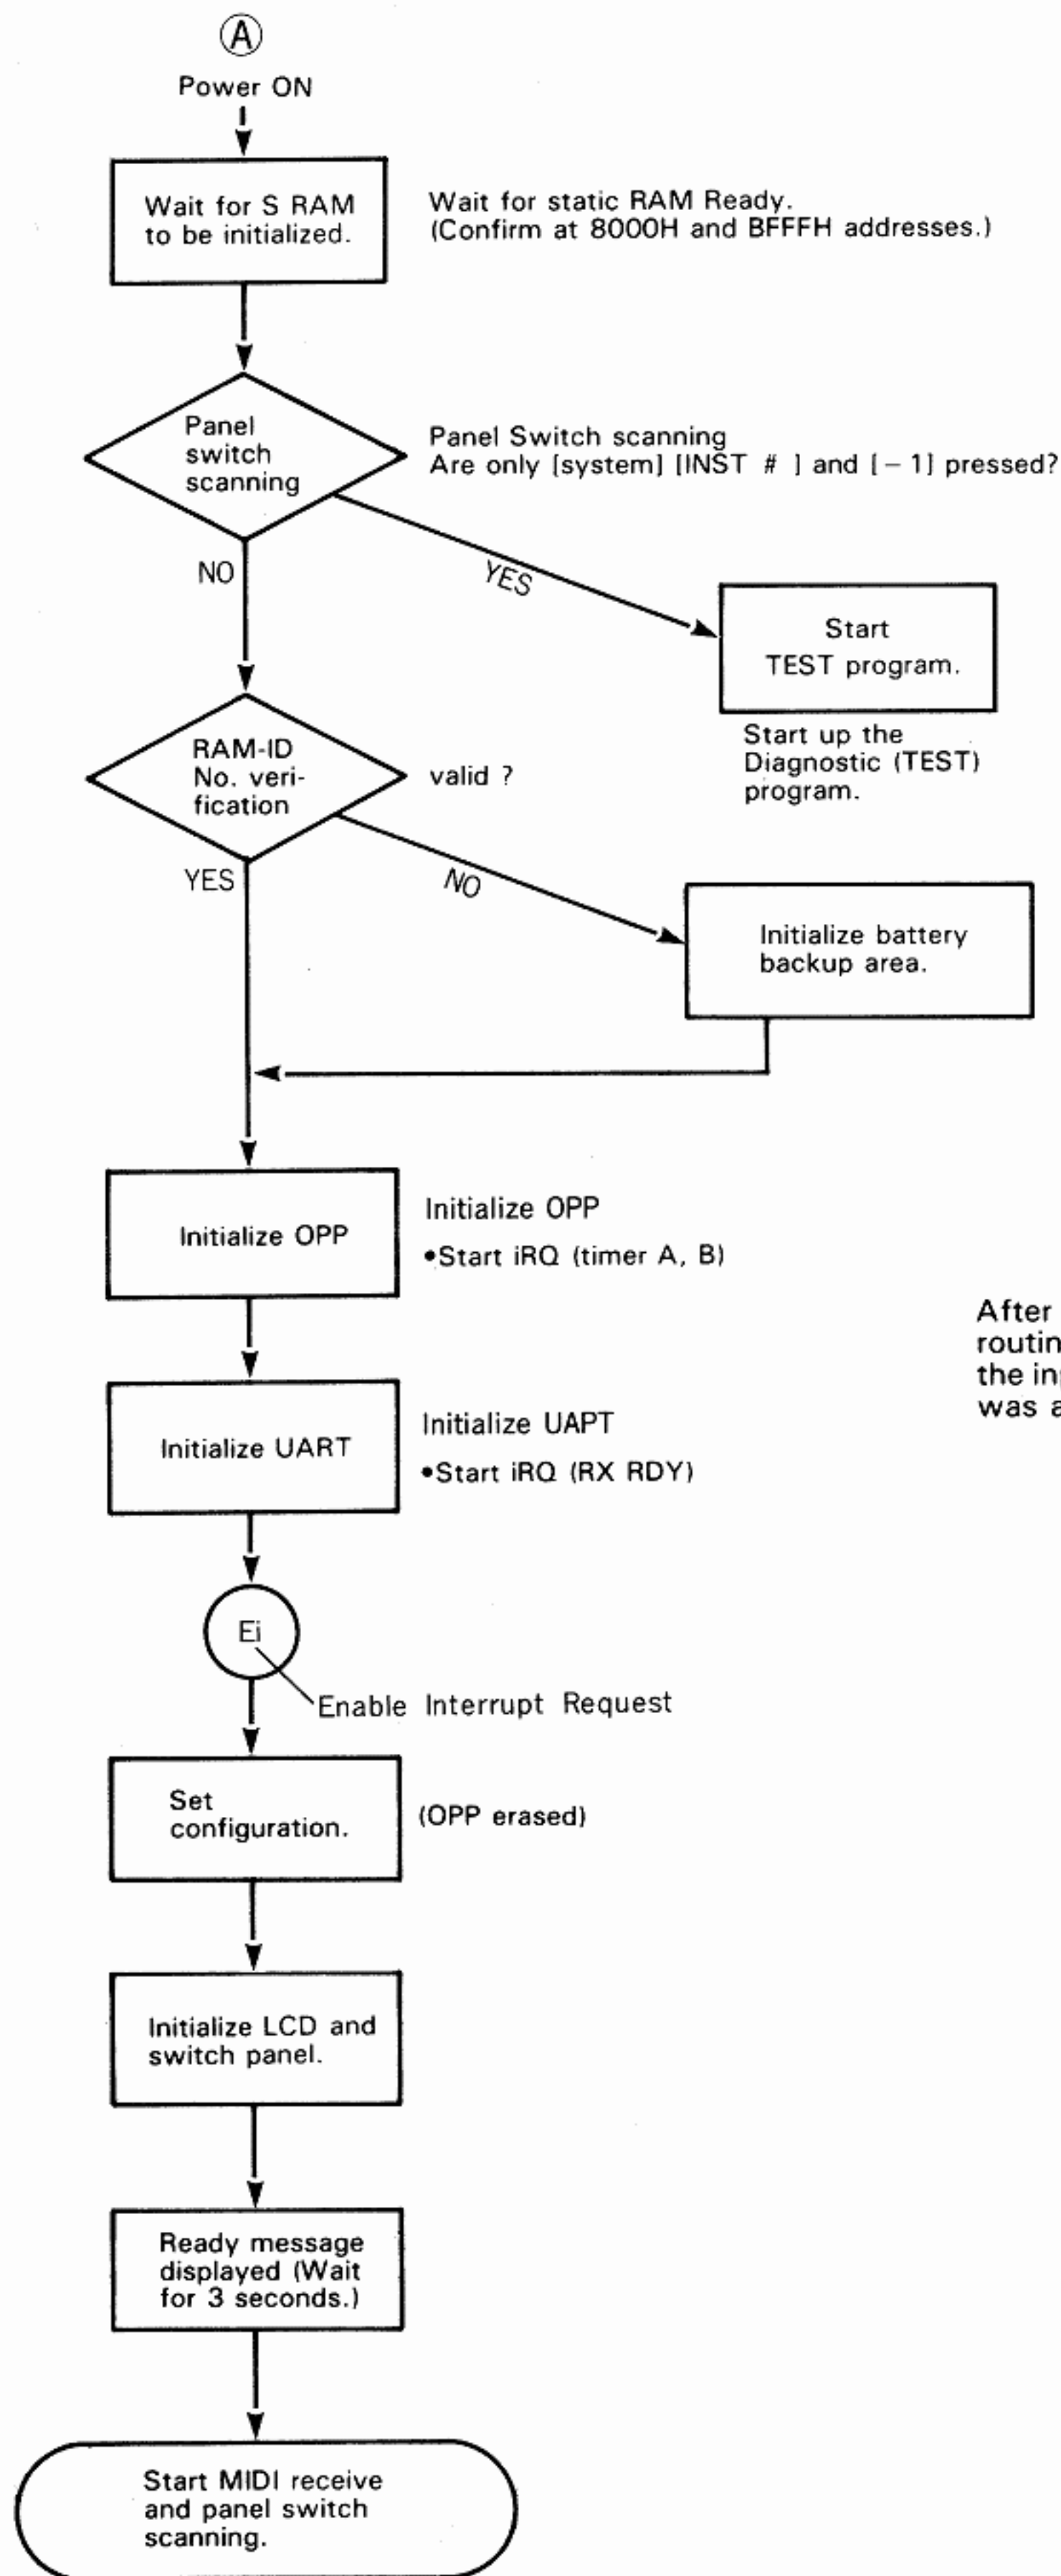 A
Power ON
Wait for S RAM
to be initialized.
Wait for static RAM Ready.
(Confirm at 8000H and BFFFH addresses.)
Panel
switch
scanning
Panel Switch scanning
Are only [system] [INST # ] and [– 1] pressed?
NO
YES
Start
TEST program.
Start up the
Diagnostic (TEST)
program.
RAM-ID
No. veri-
fication
valid ?
YES
NO
Initialize battery
backup area.
Initialize OPP
Initialize OPP
•Start iRQ (timer A, B)
After
routin
the in
was a
Initialize UART
Initialize UAPT
•Start iRQ (RX RDY)
Ei
Enable Interrupt Request
Set
configuration.
(OPP erased)
Initialize LCD and
switch panel.
Ready message
displayed (Wait
for 3 seconds.)
Start MIDI receive
and panel switch
scanning.